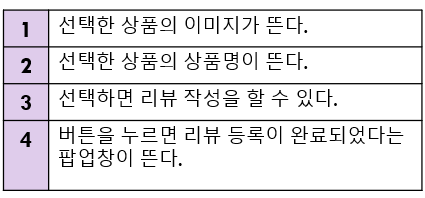 1 선택한 상품의 이미지가 뜬다.
2 선택한 상품의 상품명이 뜬다.
3 선택하면 리뷰 작성을 할 수 있다.
4 버튼을 누르면 리뷰 등록이 완료되었다는
팝업창이 뜬다.